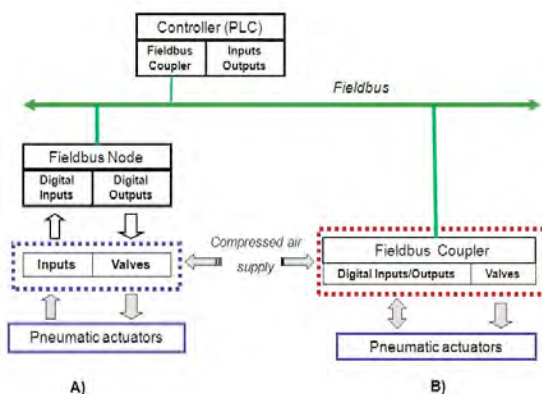 Controller (PLC)
Fieldbus Coupler
Inputs Outputs
Fieldbus
Fieldbus Node
Digital Inputs
Digital Outputs
Inputs
Valves
Compressed air supply
Fieldbus Coupler
Digital Inputs/Outputs
Valves
Pneumatic actuators
Pneumatic actuators
A)
B)